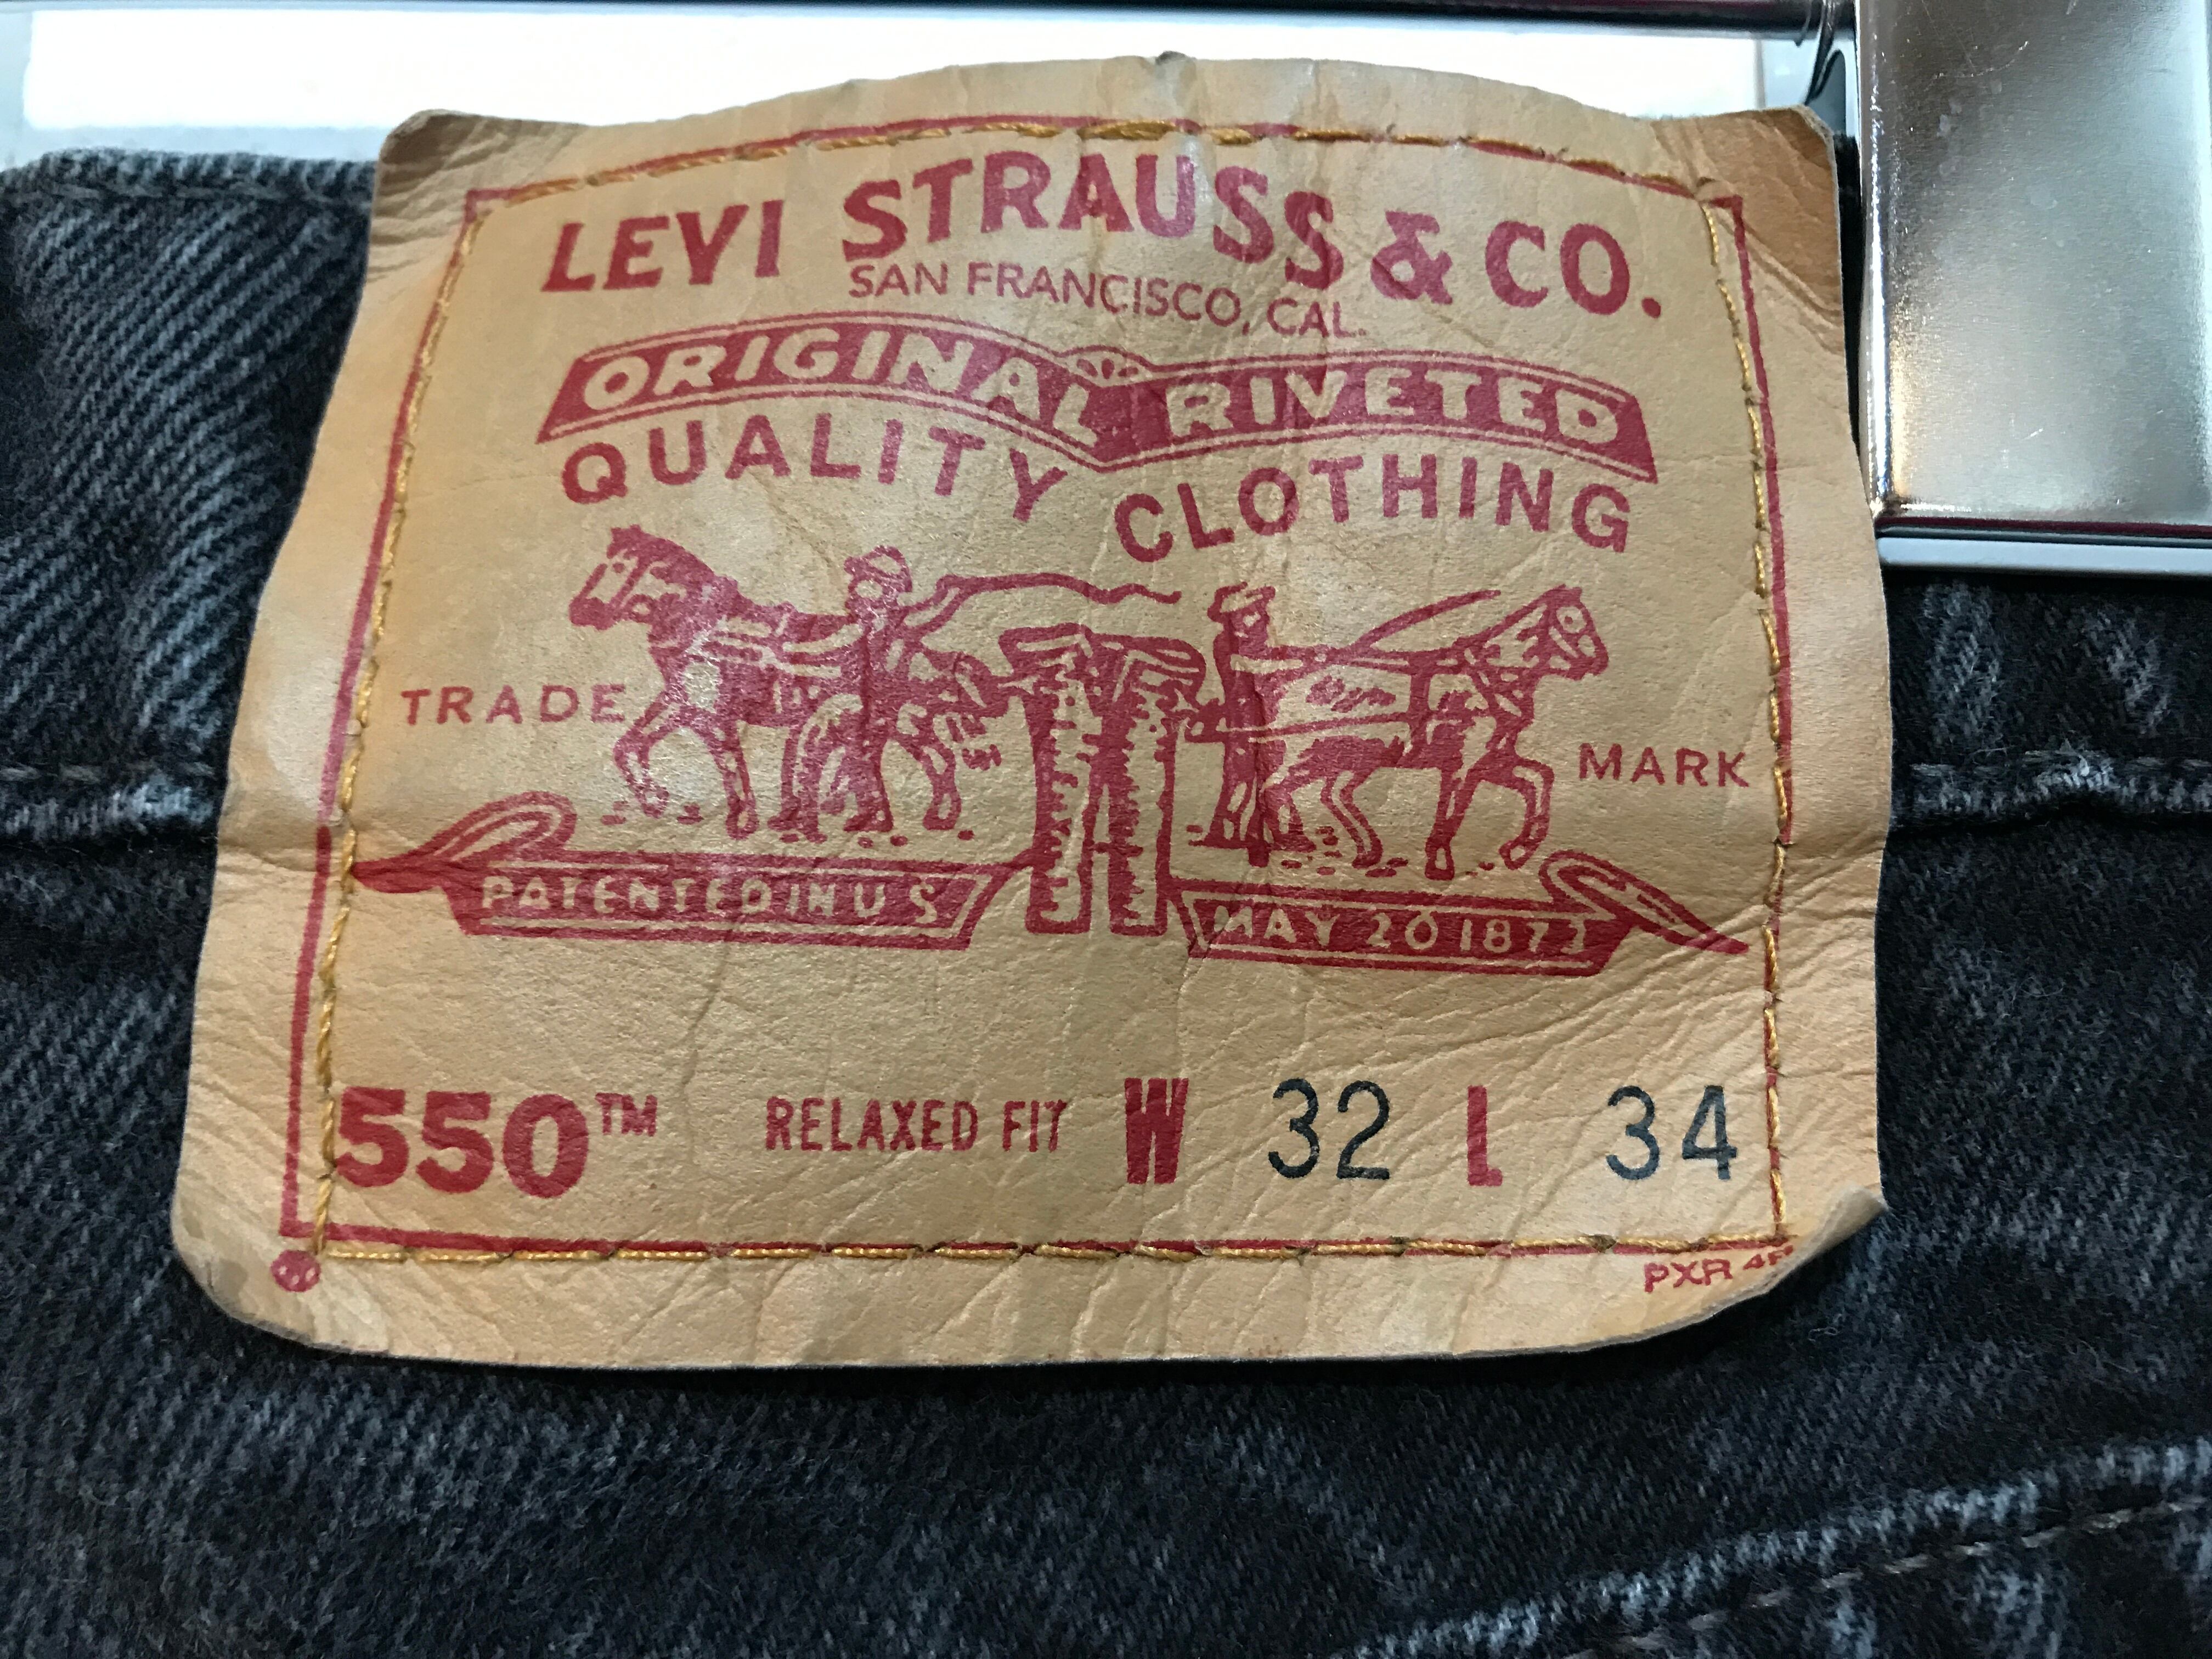 LEVI STRAUSS & CO.
SAN FRANCISCO, CAL.
ORIGINAL RIVETED
QUALITY CLOTHING
TRADE MARK
PATENTED IN U S MAY 20 1873
550™ RELAXED FIT W 32 L 34
PXR